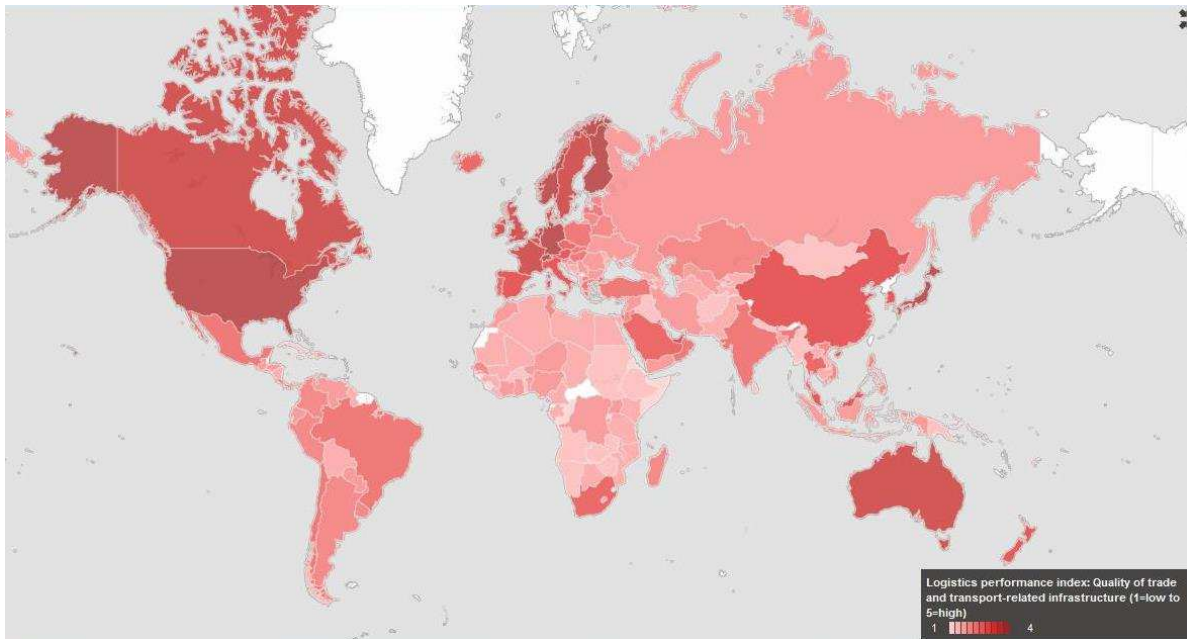 Logistics performance index: Quality of trade
and transport-related infrastructure (1=low to
5=high)
1 4